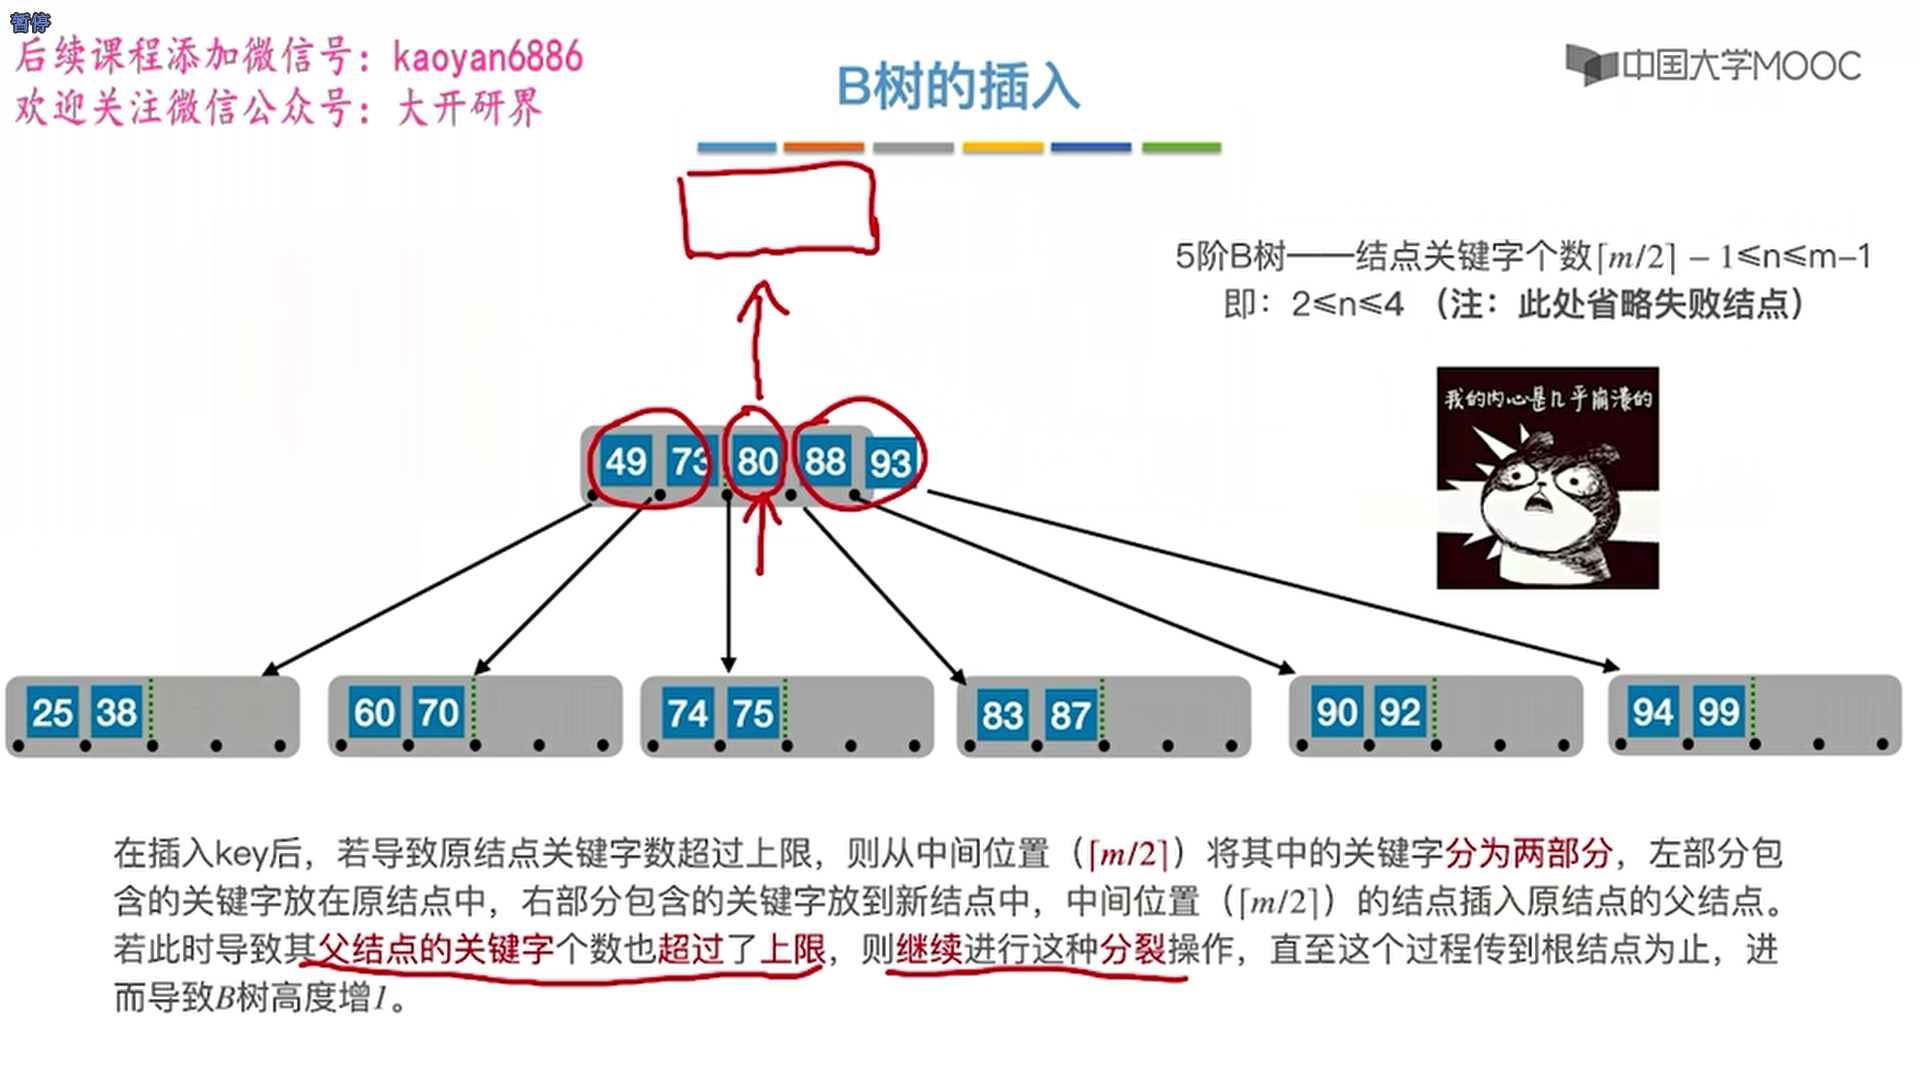 暂停
后续课程添加微信号：kaoyan6886
欢迎关注微信公众号：大开研界
中国大学MOOC
B树的插入
5阶B树——结点关键字个数⌈m/2⌉ − 1≤n≤m–1
即：2≤n≤4 （注：此处省略失败结点）
我的内心是几乎崩溃的
49 73 80 88 93
25 38 60 70 74 75 83 87 90 92 94 99
在插入key后，若导致原结点关键字数超过上限，则从中间位置（⌈m/2⌉）将其中的关键字分为两部分，左部分包
含的关键字放在原结点中，右部分包含的关键字放到新结点中，中间位置（⌈m/2⌉）的结点插入原结点的父结点。
若此时导致其父结点的关键字个数也超过了上限，则继续进行这种分裂操作，直至这个过程传到根结点为止，进
而导致B树高度增1。